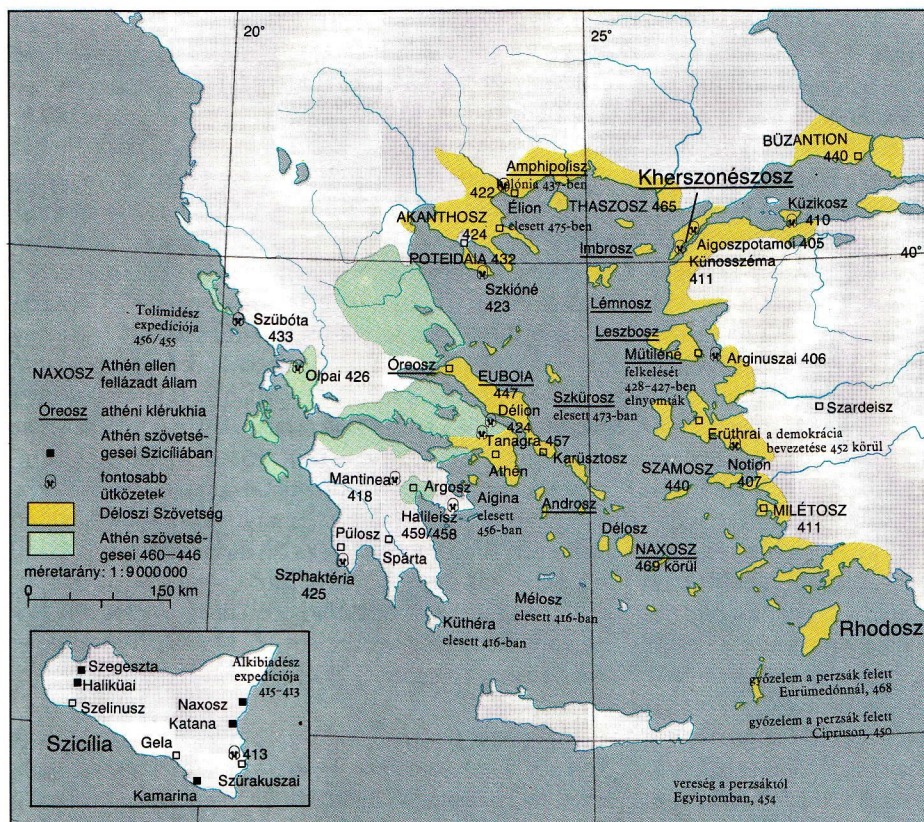 20°
25°
BÜZANTION
440
Amphipolisz
kolónia 437-ben
422
Kherszonészosz
Élion
elesett 475-ben
THASZOSZ 465
Küzikosz
410
AKANTHOSZ
424
Imbrosz
Aigoszpotamoi 405
Künosszéma
411
40°
POTEIDAIA 432
Szkióné
423
Tolimidész
expedíciója
456/455
Szübóta
433
Lémnosz
Leszbosz
Mütiléné
felkelését
428-427-ben
elnyomták
Arginuszai 406
Olpai 426
Óreosz
EUBOIA
447
Szkürosz
elesett 473-ban
Délion
424
Szardeisz
Tanagra 457
Karüsztosz
Erüthrai
a demokrácia
bevezetése 452 körül
Athén
Mantinea
418
Argosz
Aigina
elesett
456-ban
Androsz
SZAMOSZ
440
Notion
407
Halileisz
459/458
MILÉTOSZ
411
Délosz
NAXOSZ
469 körül
Pülosz
Spárta
Szphaktéria
425
Mélosz
elesett 416-ban
Küthéra
elesett 416-ban
Rhodosz
győzelem a perzsák felett
Eurümedónnál, 468
győzelem a perzsák felett
Cipruson, 450
vereség a perzsáktól
Egyiptomban, 454
NAXOSZ Athén ellen
fellázadt állam
Óreosz athéni klérukhia
Athén szövetsé-
gesei Szicíliában
fontosabb
ütközetek
Déloszi Szövetség
Athén szövetsé-
gesei 460–446
méretarány: 1:9000000
0 150 km
Szegeszta
Haliküai
Szelinusz
Alkibiadész
expedíciója
415-413
Naxosz
Katana
Szicília
Gela
413
Szürakuszai
Kamarina